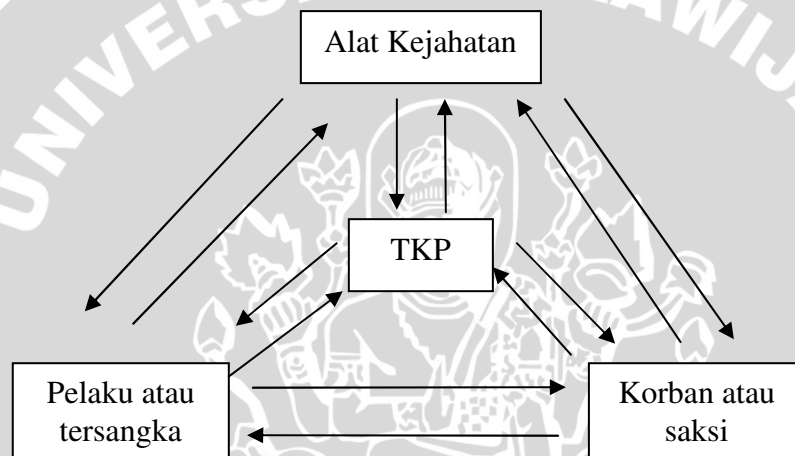 Alat Kejahatan
TKP
Pelaku atau
tersangka
Korban atau
saksi